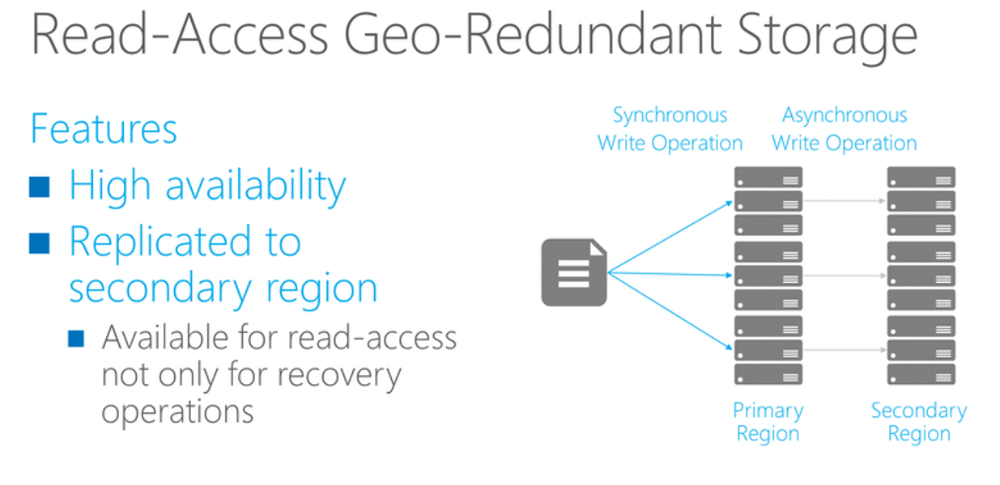 Read-Access Geo-Redundant Storage
Features
High availability
Replicated to
secondary region
Available for read-access
not only for recovery
operations
Synchronous
Write Operation
Asynchronous
Write Operation
Primary
Region
Secondary
Region